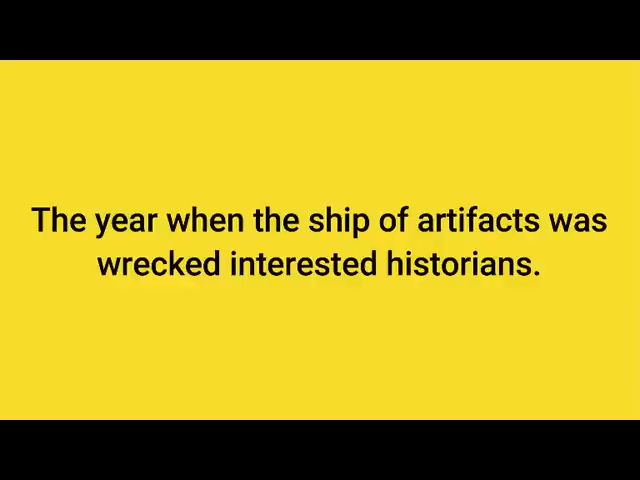 The year when the ship of artifacts was
wrecked interested historians.